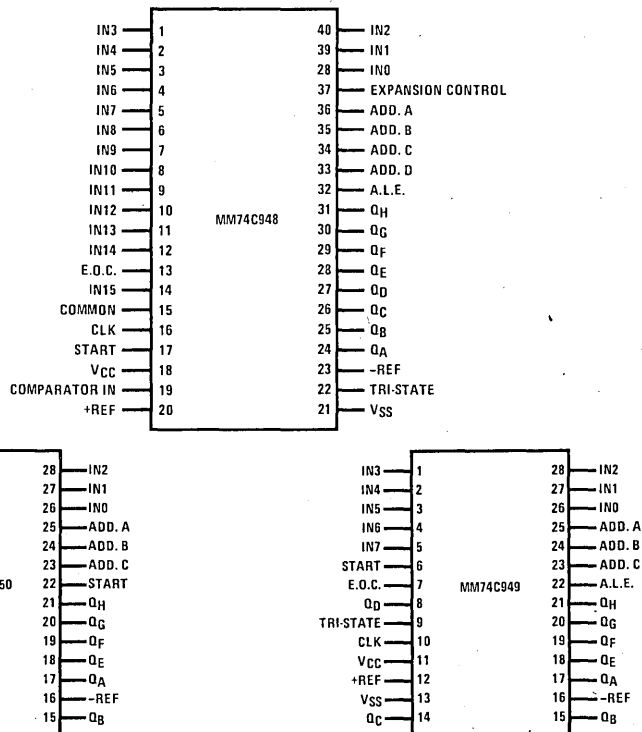 IN3 1 40 IN2
IN4 2 39 IN1
IN5 3 28 IN0
IN6 4 37 EXPANSION CONTROL
IN7 5 36 ADD. A
IN8 6 35 ADD. B
IN9 7 34 ADD. C
IN10 8 33 ADD. D
IN11 9 32 A.L.E.
IN12 10 31 QH
MM74C948
IN13 11 30 QG
IN14 12 29 QF
E.O.C. 13 28 QE
IN15 14 27 QD
COMMON 15 26 QC
CLK 16 25 QB
START 17 24 QA
VCC 18 23 -REF
COMPARATOR IN 19 22 TRI-STATE
+REF 20 21 VSS
28 IN2
27 IN1
26 IN0
25 ADD. A
24 ADD. B
23 ADD. C
50 22 START
21 QH
20 QG
19 QF
18 QE
17 QA
16 -REF
15 QB
IN3 1 28 IN2
IN4 2 27 IN1
IN5 3 26 IN0
IN6 4 25 ADD. A
IN7 5 24 ADD. B
START 6 23 ADD. C
E.O.C. 7 MM74C949 22 A.L.E.
QD 8 21 QH
TRI-STATE 9 20 QG
CLK 10 19 QF
VCC 11 18 QE
+REF 12 17 QA
VSS 13 16 -REF
QC 14 15 QB